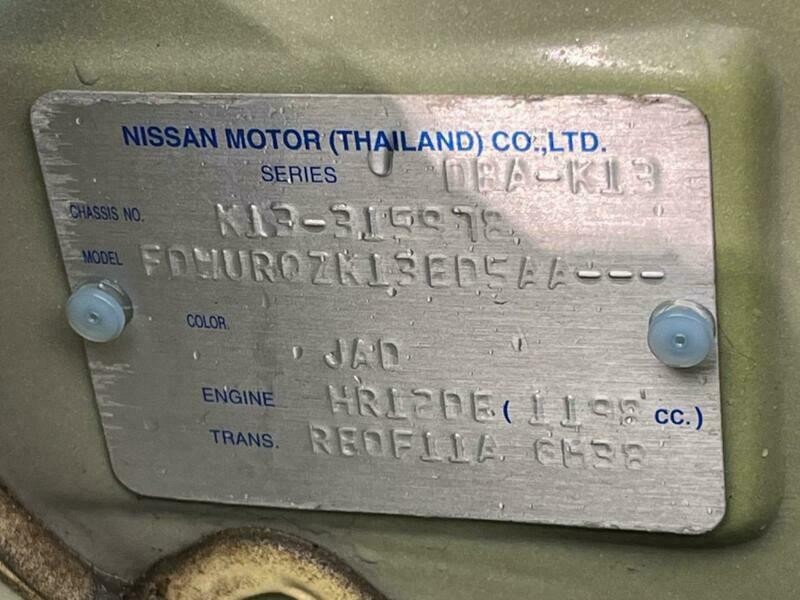 NISSAN MOTOR (THAILAND) CO.,LTD.
SERIES DBA-K13
CHASSIS NO. K13-315978
MODEL FDWUR0ZK13ED5AA---
COLOR.
JAD
ENGINE HR12DE (1198 CC.)
TRANS. RE0F11A GH38